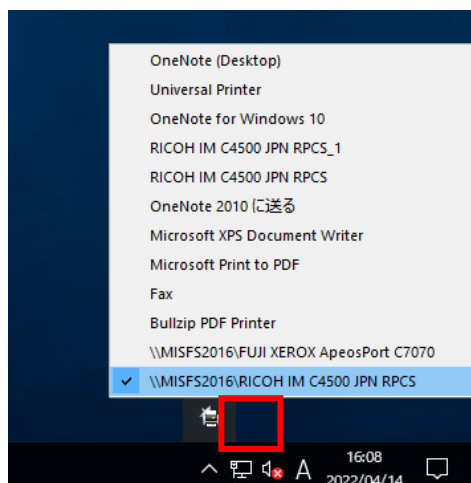 OneNote (Desktop)
Universal Printer
OneNote for Windows 10
RICOH IM C4500 JPN RPCS_1
RICOH IM C4500 JPN RPCS
OneNote 2010 に送る
Microsoft XPS Document Writer
Microsoft Print to PDF
Fax
Bullzip PDF Printer
\\MISFS2016\FUJI XEROX ApeosPort C7070
\\MISFS2016\RICOH IM C4500 JPN RPCS
A
16:08
2022/04/14